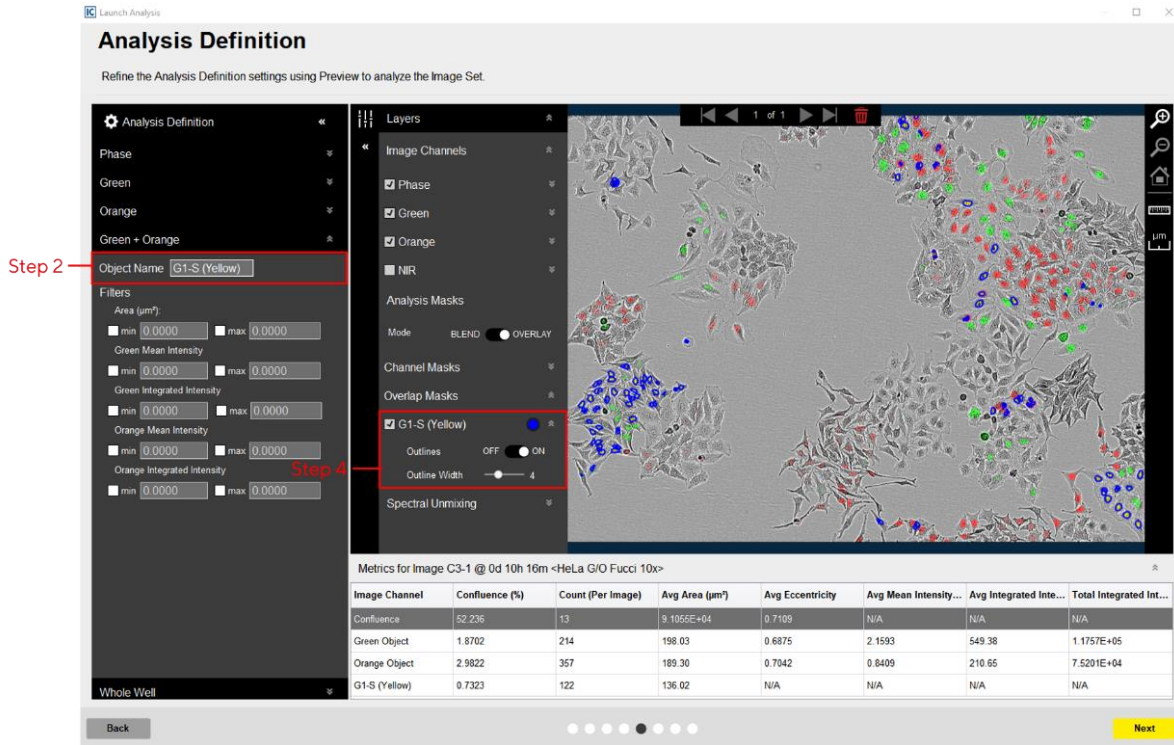 IC Launch Analysis
Analysis Definition
Refine the Analysis Definition settings using Preview to analyze the Image Set.
Step 2
Analysis Definition «
Phase
Green
Orange
Green + Orange
Object Name G1-S (Yellow)
Filters
Area (µm²):
min 0.0000 max 0.0000
Green Mean Intensity
min 0.0000 max 0.0000
Green Integrated Intensity
min 0.0000 max 0.0000
Orange Mean Intensity
min 0.0000 max 0.0000
Orange Integrated Intensity
min 0.0000 max 0.0000
Whole Well
Layers
«
Image Channels
Phase
Green
Orange
NIR
Analysis Masks
Mode BLEND OVERLAY
Channel Masks
Overlap Masks
G1-S (Yellow)
Outlines OFF ON
Step 4
Outline Width 4
Spectral Unmixing
1 of 1
µm
Metrics for Image C3-1 @ 0d 10h 16m <HeLa G/O Fucci 10x>
Image Channel Confluence (%) Count (Per Image) Avg Area (µm²) Avg Eccentricity Avg Mean Intensity... Avg Integrated Inte... Total Integrated Int...
Confluence 52.236 13 9.1055E+04 0.7109 N/A N/A N/A
Green Object 1.8702 214 198.03 0.6875 2.1593 549.38 1.1757E+05
Orange Object 2.9822 357 189.30 0.7042 0.8409 210.65 7.5201E+04
G1-S (Yellow) 0.7323 122 136.02 N/A N/A N/A N/A
Back
Next